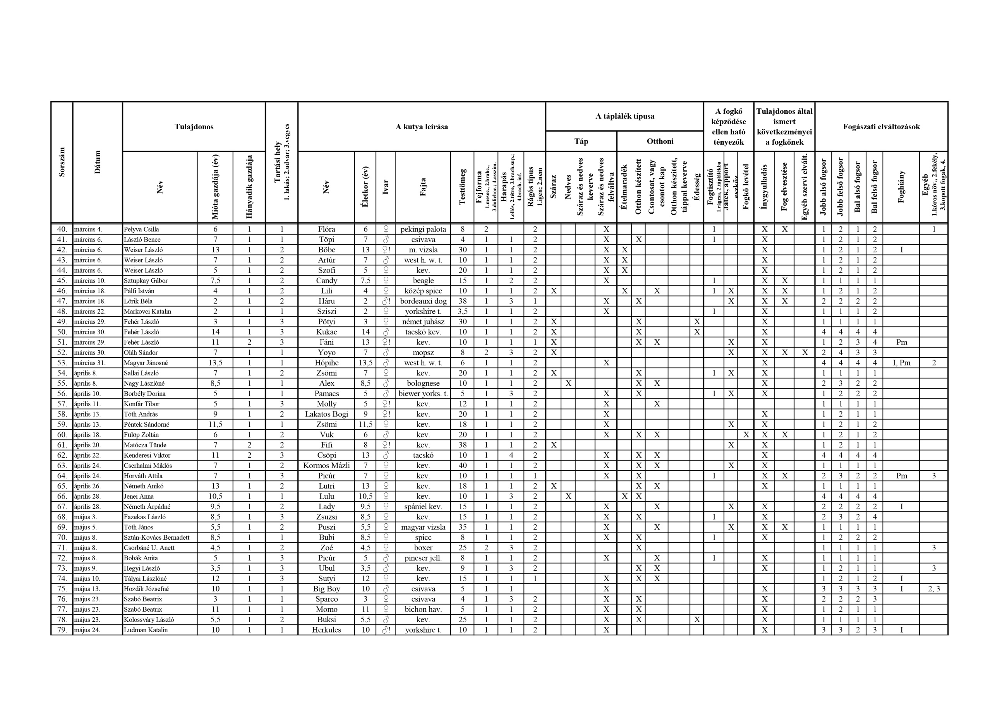 Sorszám
Dátum
Tulajdonos
Tartási hely
1. lakás; 2.udvar; 3.vegyes
A kutya leírása
A táplálék típusa
A fogkő képződése ellen ható tényezők
Tulajdonos által ismert következményei a fogkőnek
Fogászati elváltozások
Táp
Otthoni
Név
Mióta gazdája (év)
Hányadik gazdája
Név
Életkor (év)
Ivar
Fajta
Testtömeg
Fejforma
1.mesoc., 2.brahc., 3.dolichoc.; 4.asszim.
Harapás
1.ollós, 2.tétre, 3.brach.sup.; 4.brach. inf.
Rágós típus
1.igen; 2.nem
Száraz
Nedves
Száraz és nedves keverve
Száraz és nedves felváltva
Ételmaradék
Otthon készített
Csontosat, vagy csontot kap
Otthon készített, táppal keverve
Édesség
Fogtisztító
1.rágcsa, 2.táplálékba
Játék, apport eszköz
Fogkő levétel
Ínygyulladás
Fog elvesztése
Egyéb szervi elvált.
Jobb alsó fogsor
Jobb felső fogsor
Bal alsó fogsor
Bal felső fogsor
Foghiány
Egyéb
1.kóros növ., 2.fekély, 3.kopott fogak, 4.
40. március 4. Pelyva Csilla 6 1 1 Flóra 6 ♀ pekingi palota 8 2 2 X 1 X X 1 2 1 2 1
41. március 6. László Bence 7 1 1 Töpi 7 ♂ csivava 4 1 1 2 X X 1 X 1 2 1 2
42. március 6. Weiser László 13 1 2 Böbe 13 ♀! m. vizsla 30 1 1 2 X X X 1 2 1 2 I
43. március 6. Weiser László 7 1 2 Artúr 7 ♂ west h. w. t. 10 1 1 2 X X X 1 2 1 2
44. március 6. Weiser László 5 1 2 Szofi 5 ♀ kev. 20 1 1 2 X X X 1 2 1 2
45. március 10. Sztupkay Gábor 7,5 1 2 Candy 7,5 ♀ beagle 15 1 2 2 X 1 X X 1 1 1 1
46. március 18. Pálfi István 4 1 2 Lili 4 ♀ közép spicc 10 1 1 2 X X X 1 X X X 1 2 1 2
47. március 18. Lőrik Béla 2 1 2 Háru 2 ♂! bordeauxi dog 38 1 3 1 X X X X X 2 2 2 2
48. március 22. Markovci Katalin 2 1 1 Sziszi 2 ♀ yorkshire t. 3,5 1 1 2 X 1 X 1 1 1 2
49. március 29. Fehér László 3 1 3 Pötyi 3 ♀ német juhász 30 1 1 2 X X X X 1 1 1 1
50. március 30. Fehér László 14 1 3 Kukac 14 ♂ tacskó kev. 10 1 1 2 X X X X 4 4 4 4
51. március 29. Fehér László 11 2 3 Fáni 13 ♀! kev. 10 1 1 1 X X X X X 1 2 3 4 Pm
52. március 30. Oláh Sándor 7 1 1 Yoyo 7 ♂ mopsz 8 2 3 2 X X X X X 2 4 3 3
53. március 31. Magyar Jánosné 13,5 1 1 Hópihe 13,5 ♂ west h. w. t. 6 1 1 2 X X 4 4 4 4 I, Pm 2
54. április 8. Sallai László 7 1 2 Zsömi 7 ♀ kev. 20 1 1 2 X X 1 X X 1 1 1 1
55. április 8. Nagy Lászlóné 8,5 1 1 Alex 8,5 ♂ bolognese 10 1 1 2 X X X X 2 3 2 2
56. április 10. Borbély Dorina 5 1 1 Pamacs 5 ♂ biewer yorks. t. 5 1 3 2 X X 1 X X 1 2 2 2
57. április 11. Konfár Tibor 5 1 3 Molly 5 ♀! kev. 12 1 1 2 X X 1 1 1 1
58. április 13. Tóth András 9 1 2 Lakatos Bogi 9 ♀! kev. 20 1 1 2 X X 1 2 1 1
59. április 13. Péntek Sándorné 11,5 1 1 Zsömi 11,5 ♀ kev. 18 1 1 2 X X X 1 2 1 2
60. április 18. Fülöp Zoltán 6 1 2 Vuk 6 ♂ kev. 20 1 1 2 X X X X X X 1 2 1 2
61. április 20. Matócza Tünde 7 2 2 Fifi 8 ♀! kev. 38 1 1 2 X X X 1 2 1 1
62. április 22. Kenderesi Viktor 11 2 3 Csöpi 13 ♂ tacskó 10 1 4 2 X X X X 4 4 4 4
63. április 24. Cserhalmi Miklós 7 1 2 Kormos Mázli 7 ♀ kev. 40 1 1 2 X X X X X 1 1 1 1
64. április 24. Horváth Attila 7 1 3 Picúr 7 ♀ kev. 10 1 1 1 X X 1 X X 2 3 2 2 Pm 3
65. április 26. Németh Anikó 13 1 2 Lutri 13 ♀ kev. 18 1 1 2 X X X X 1 1 1 1
66. április 28. Jenei Anna 10,5 1 1 Lulu 10,5 ♀ kev. 10 1 3 2 X X X 4 4 4 4
67. április 28. Németh Árpádné 9,5 1 2 Lady 9,5 ♀ spániel kev. 15 1 1 2 X X X X 2 2 2 2 I
68. május 3. Fazekas László 8,5 1 3 Zsuzsi 8,5 ♀ kev. 15 1 1 2 X X 1 X 2 3 2 4
69. május 5. Tóth János 5,5 1 2 Puszi 5,5 ♀ magyar vizsla 35 1 1 2 X X X X X 1 1 1 1
70. május 8. Sztán-Kovács Bernadett 8,5 1 1 Bubi 8,5 ♀ spicc 8 1 1 2 X X 1 X 1 2 2 2
71. május 8. Csorbáné U. Anett 4,5 1 2 Zoé 4,5 ♀ boxer 25 2 3 2 X 1 1 1 1 3
72. május 8. Bobák Anita 5 1 3 Picúr 5 ♂ pincser jell. 8 1 1 2 X X 1 X 1 1 1 1
73. május 9. Hegyi László 3,5 1 3 Ubul 3,5 ♂ kev. 9 1 3 2 X X X 1 2 1 1 3
74. május 10. Tályai Lászlóné 12 1 3 Sutyi 12 ♀ kev. 15 1 1 1 X X X 1 2 1 2 I
75. május 13. Hozdik Józsefné 10 1 1 Big Boy 10 ♂ csivava 5 1 1 X X 3 3 3 3 I 2, 3
76. május 23. Szabó Beatrix 3 1 1 Sparco 3 ♀ csivava 4 1 3 2 X X X 2 2 2 3
77. május 23. Szabó Beatrix 11 1 1 Momo 11 ♀ bichon hav. 5 1 1 2 X X X 1 2 1 1
78. május 23. Kolossváry László 5,5 1 2 Buksi 5,5 ♂ kev. 25 1 1 2 X X X X 1 1 1 1
79. május 24. Ludman Katalin 10 1 1 Herkules 10 ♂! yorkshire t. 10 1 1 2 X X 3 3 2 3 I